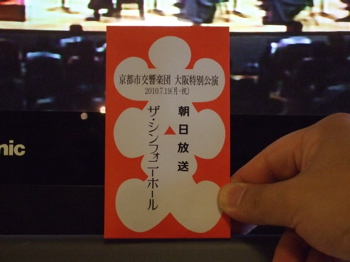 京都市交響楽団 大阪特別公演
2010.7.19(月・祝)
朝日放送
ザ・シンフォニーホール
nic